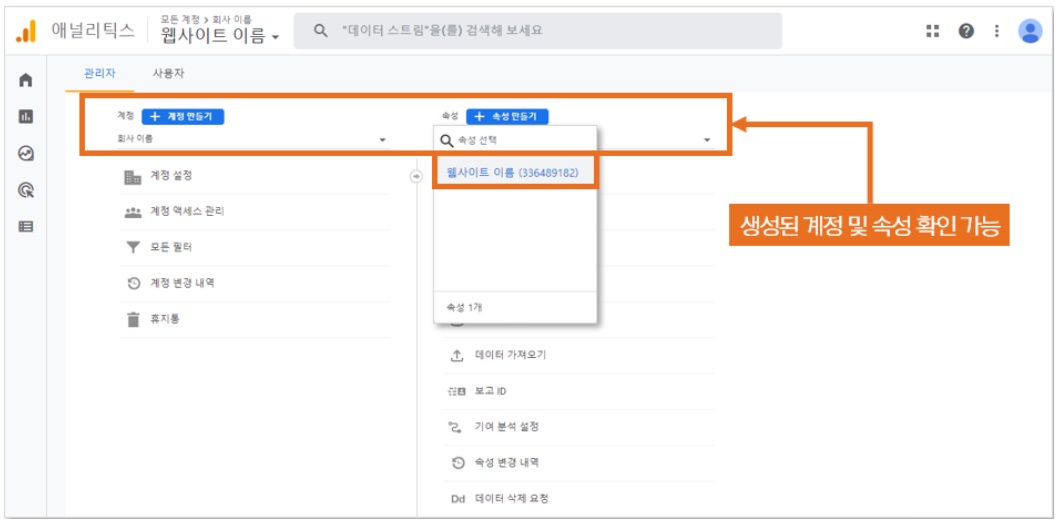 애널리틱스
모든 계정 > 회사 이름
웹사이트 이름
"데이터 스트림"을(를) 검색해 보세요
관리자
사용자
계정
+ 계정 만들기
회사 이름
속성
+ 속성 만들기
속성 선택
웹사이트 이름 (336489182)
속성 1개
계정 설정
계정 액세스 관리
모든 필터
계정 변경 내역
휴지통
데이터 가져오기
보고 ID
기여 분석 설정
속성 변경 내역
Dd 데이터 삭제 요청
생성된 계정 및 속성 확인 가능